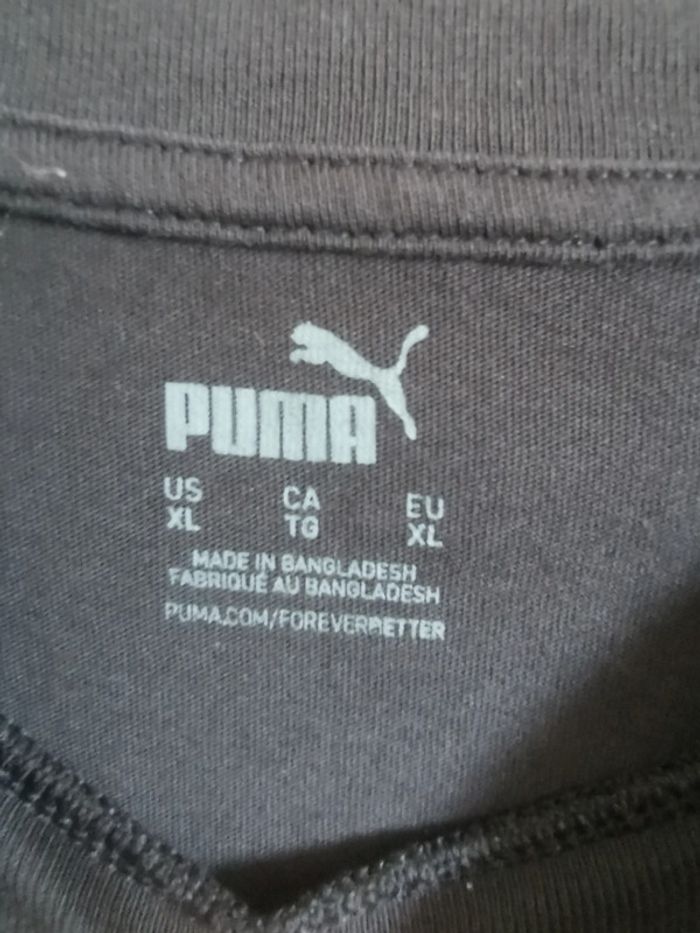 PUMA
US CA EU
XL TG XL
MADE IN BANGLADESH
FABRIQUÉ AU BANGLADESH
PUMA.COM/FOREVERBETTER